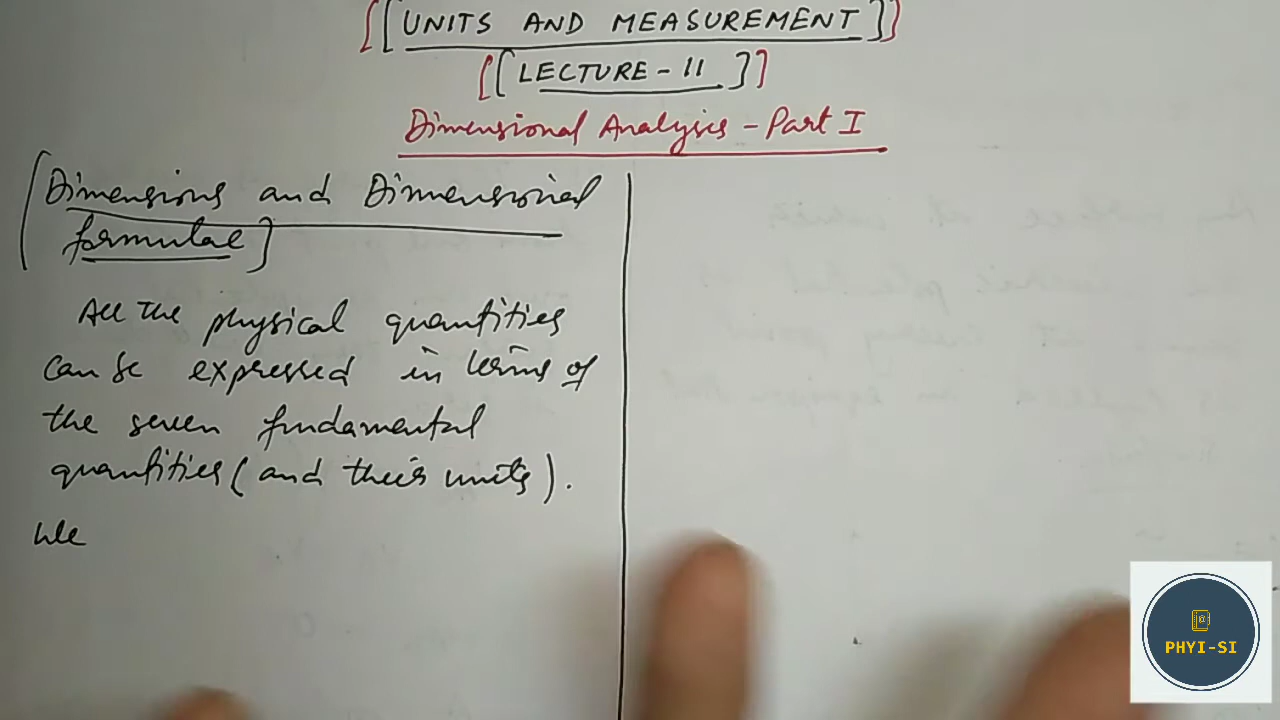 [[UNITS AND MEASUREMENT]]
[[LECTURE-11]]
Dimensional Analysis - Part I
[Dimensions and Dimensional
formulae]
All the physical quantities
can be expressed in terms of
the seven fundamental
quantities (and their units).
We
PHYI-SI